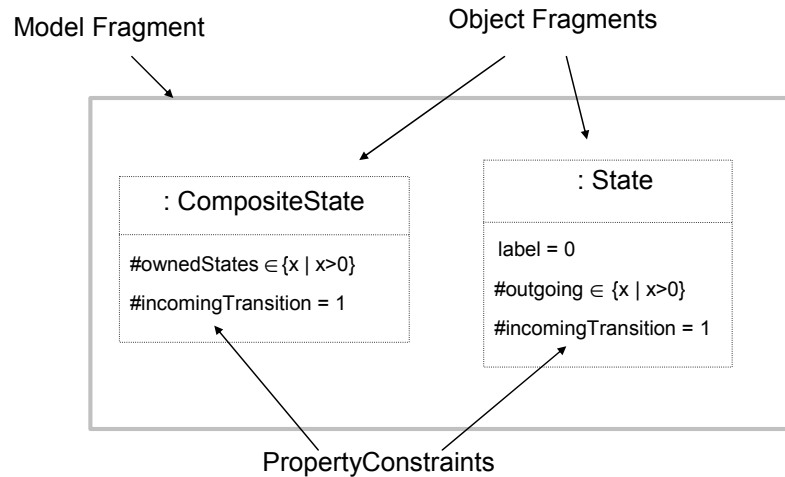 Model Fragment
Object Fragments
: CompositeState
#ownedStates ∈ {x | x>0}
#incomingTransition = 1
: State
label = 0
#outgoing ∈ {x | x>0}
#incomingTransition = 1
PropertyConstraints